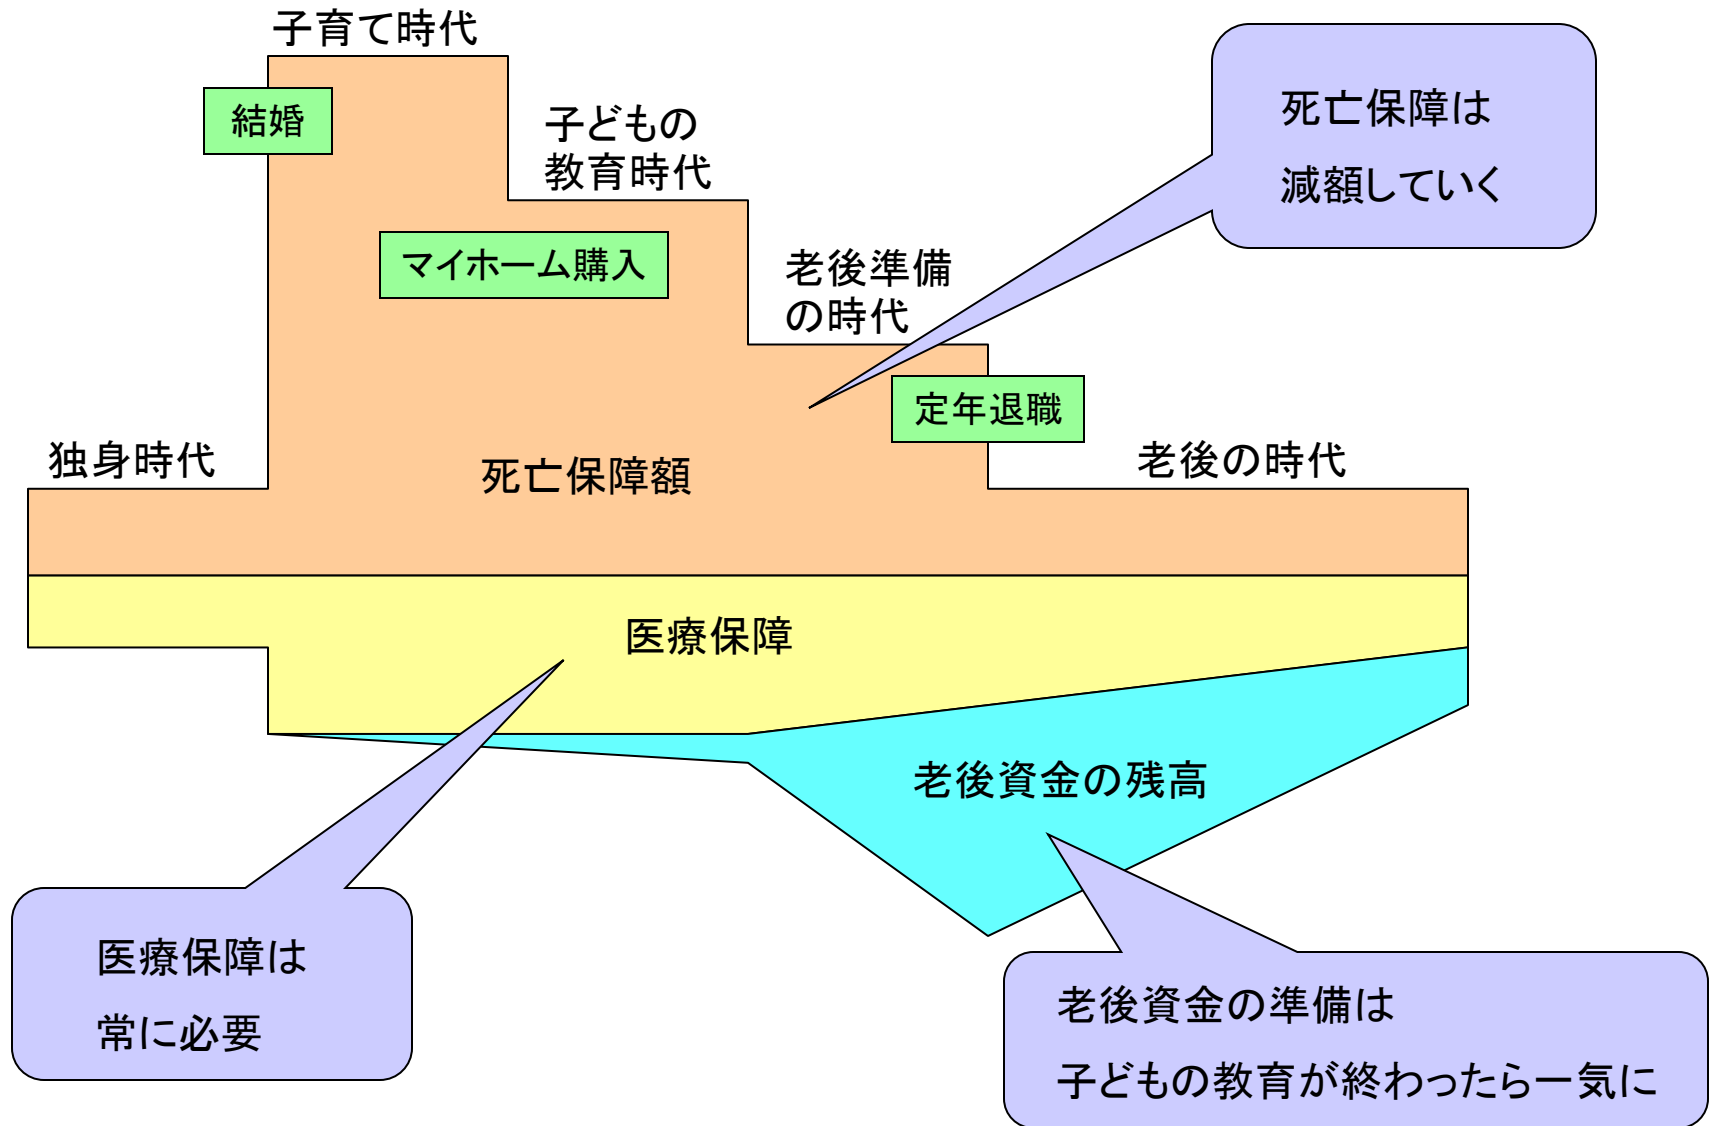 子育て時代
結婚
子どもの
教育時代
マイホーム購入
老後準備
の時代
定年退職
独身時代
老後の時代
死亡保障額
死亡保障は
減額していく
医療保障
老後資金の残高
医療保障は
常に必要
老後資金の準備は
子どもの教育が終わったら一気に